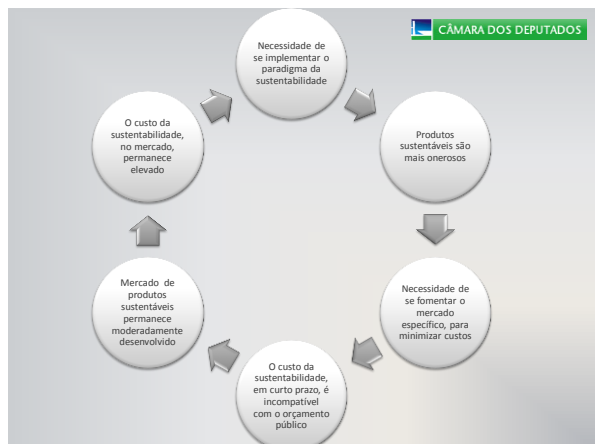 CÂMARA DOS DEPUTADOS
Necessidade de
se implementar o
paradigma da
sustentabilidade
Produtos
sustentáveis são
mais onerosos
Necessidade de
se fomentar o
mercado
específico, para
minimizar custos
O custo da
sustentabilidade,
em curto prazo, é
incompatível
com o orçamento
público
Mercado de
produtos
sustentáveis
permanece
moderadamente
desenvolvido
O custo da
sustentabilidade,
no mercado,
permanece
elevado